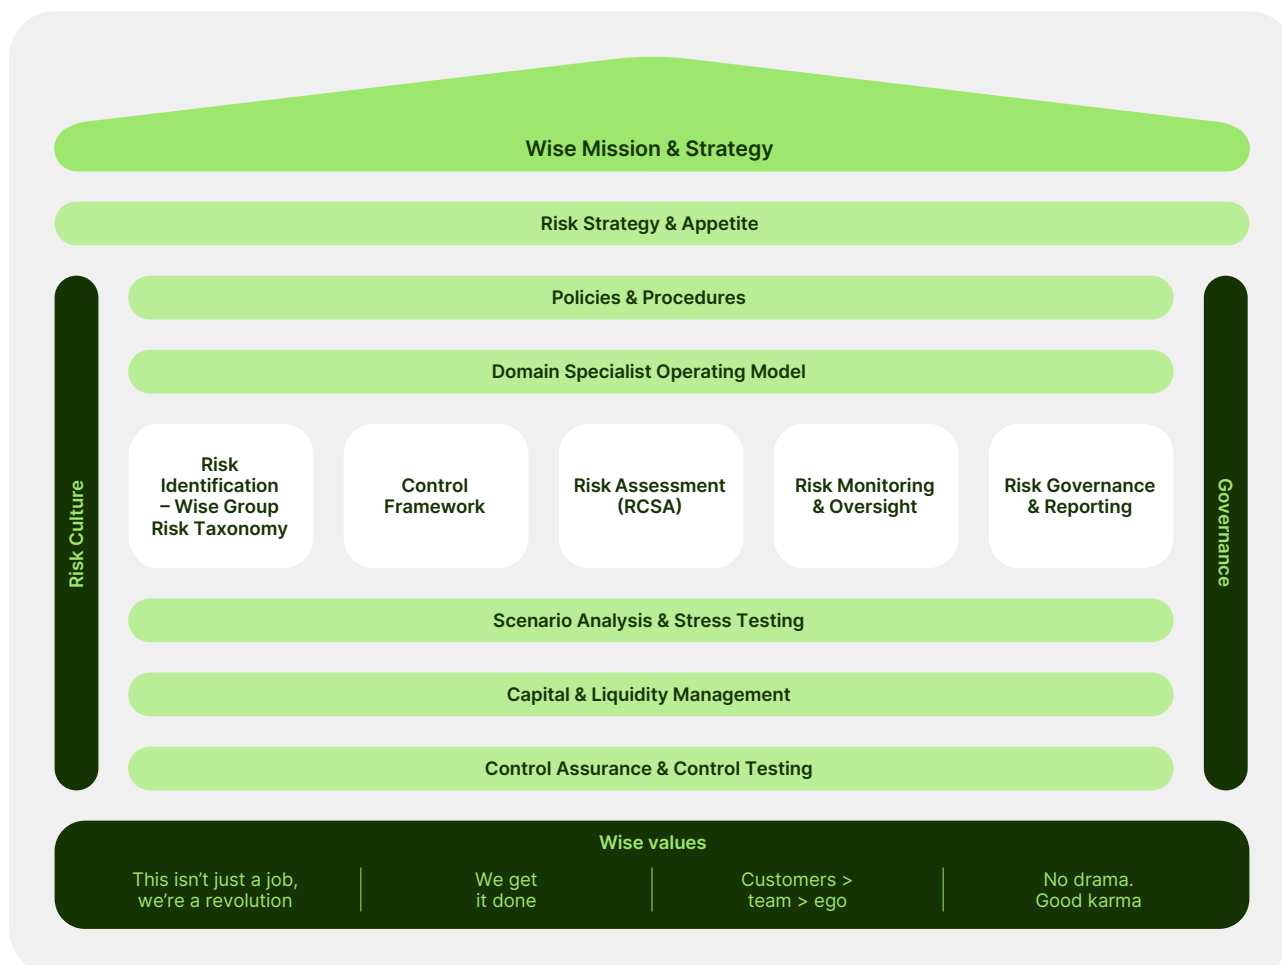 Wise Mission & Strategy
Risk Strategy & Appetite
Policies & Procedures
Domain Specialist Operating Model
Risk Culture
Risk
Identification
– Wise Group
Risk Taxonomy
Control
Framework
Risk Assessment
(RCSA)
Risk Monitoring
& Oversight
Risk Governance
& Reporting
Governance
Scenario Analysis & Stress Testing
Capital & Liquidity Management
Control Assurance & Control Testing
Wise values
This isn’t just a job,
we’re a revolution
We get
it done
Customers >
team > ego
No drama.
Good karma